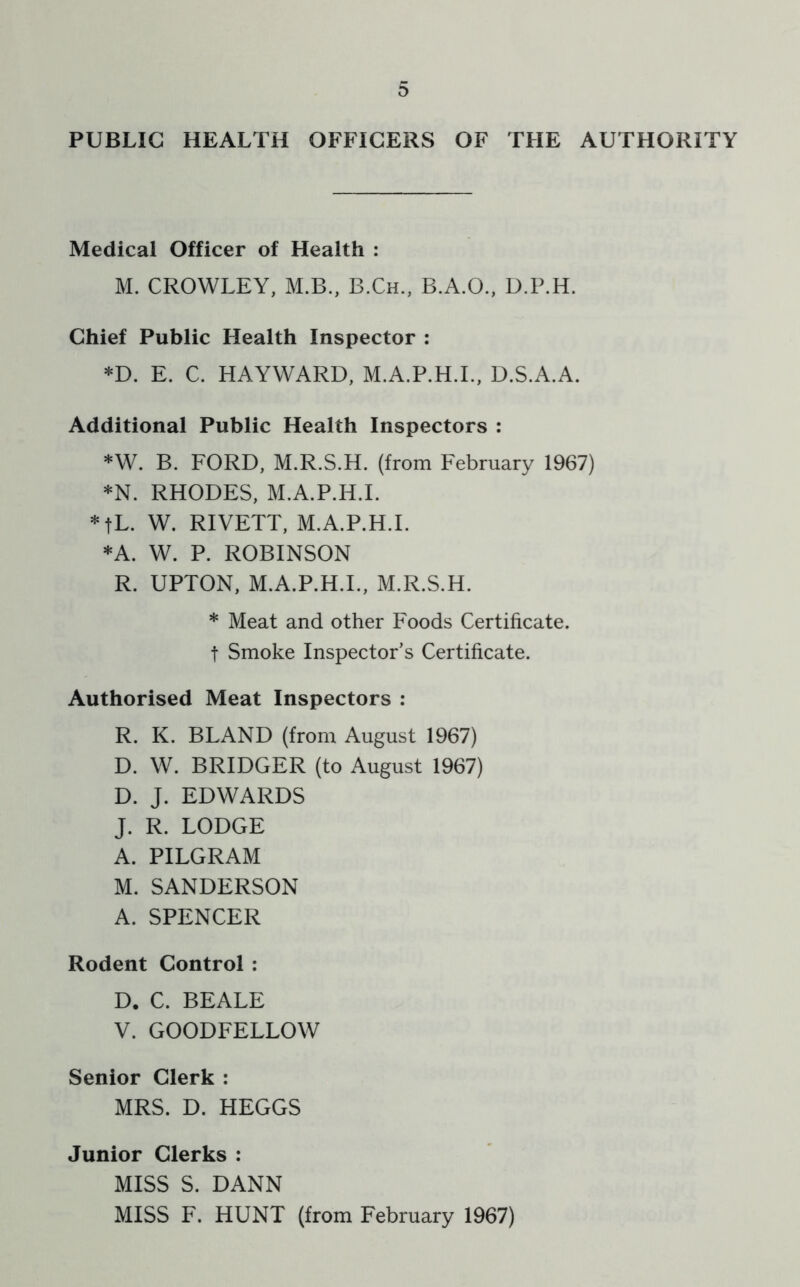 5
PUBLIC HEALTH OFFICERS OF THE AUTHORITY
Medical Officer of Health :
M. CROWLEY, M.B., B.Ch., B.A.O., D.P.H.
Chief Public Health Inspector :
*D. E. C. HAYWARD, M.A.P.H.I., D.S.A.A.
Additional Public Health Inspectors :
*W. B. FORD, M.R.S.H. (from February 1967)
*N. RHODES, M.A.P.H.I.
*†L. W. RIVETT, M.A.P.H.I.
*A. W. P. ROBINSON
R. UPTON, M.A.P.H.I., M.R.S.H.
* Meat and other Foods Certificate.
† Smoke Inspector's Certificate.
Authorised Meat Inspectors :
R. K. BLAND (from August 1967)
D. W. BRIDGER (to August 1967)
D. J. EDWARDS
J. R. LODGE
A. PILGRAM
M. SANDERSON
A. SPENCER
Rodent Control :
D. C. BEALE
V. GOODFELLOW
Senior Clerk :
MRS. D. HEGGS
Junior Clerks :
MISS S. DANN
MISS F. HUNT (from February 1967)